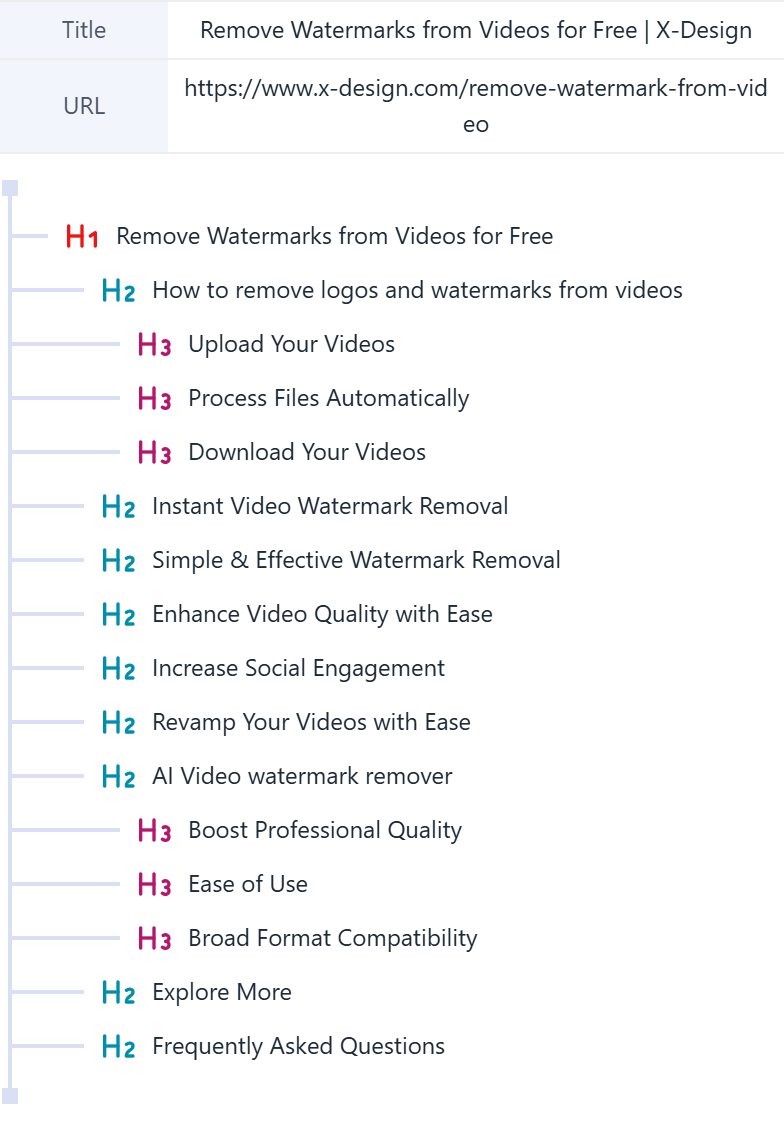 Title
Remove Watermarks from Videos for Free | X-Design
URL
https://www.x-design.com/remove-watermark-from-vid
eo
H1 Remove Watermarks from Videos for Free
H2 How to remove logos and watermarks from videos
H3 Upload Your Videos
H3 Process Files Automatically
H3 Download Your Videos
H2 Instant Video Watermark Removal
H2 Simple & Effective Watermark Removal
H2 Enhance Video Quality with Ease
H2 Increase Social Engagement
H2 Revamp Your Videos with Ease
H2 AI Video watermark remover
H3 Boost Professional Quality
H3 Ease of Use
H3 Broad Format Compatibility
H2 Explore More
H2 Frequently Asked Questions